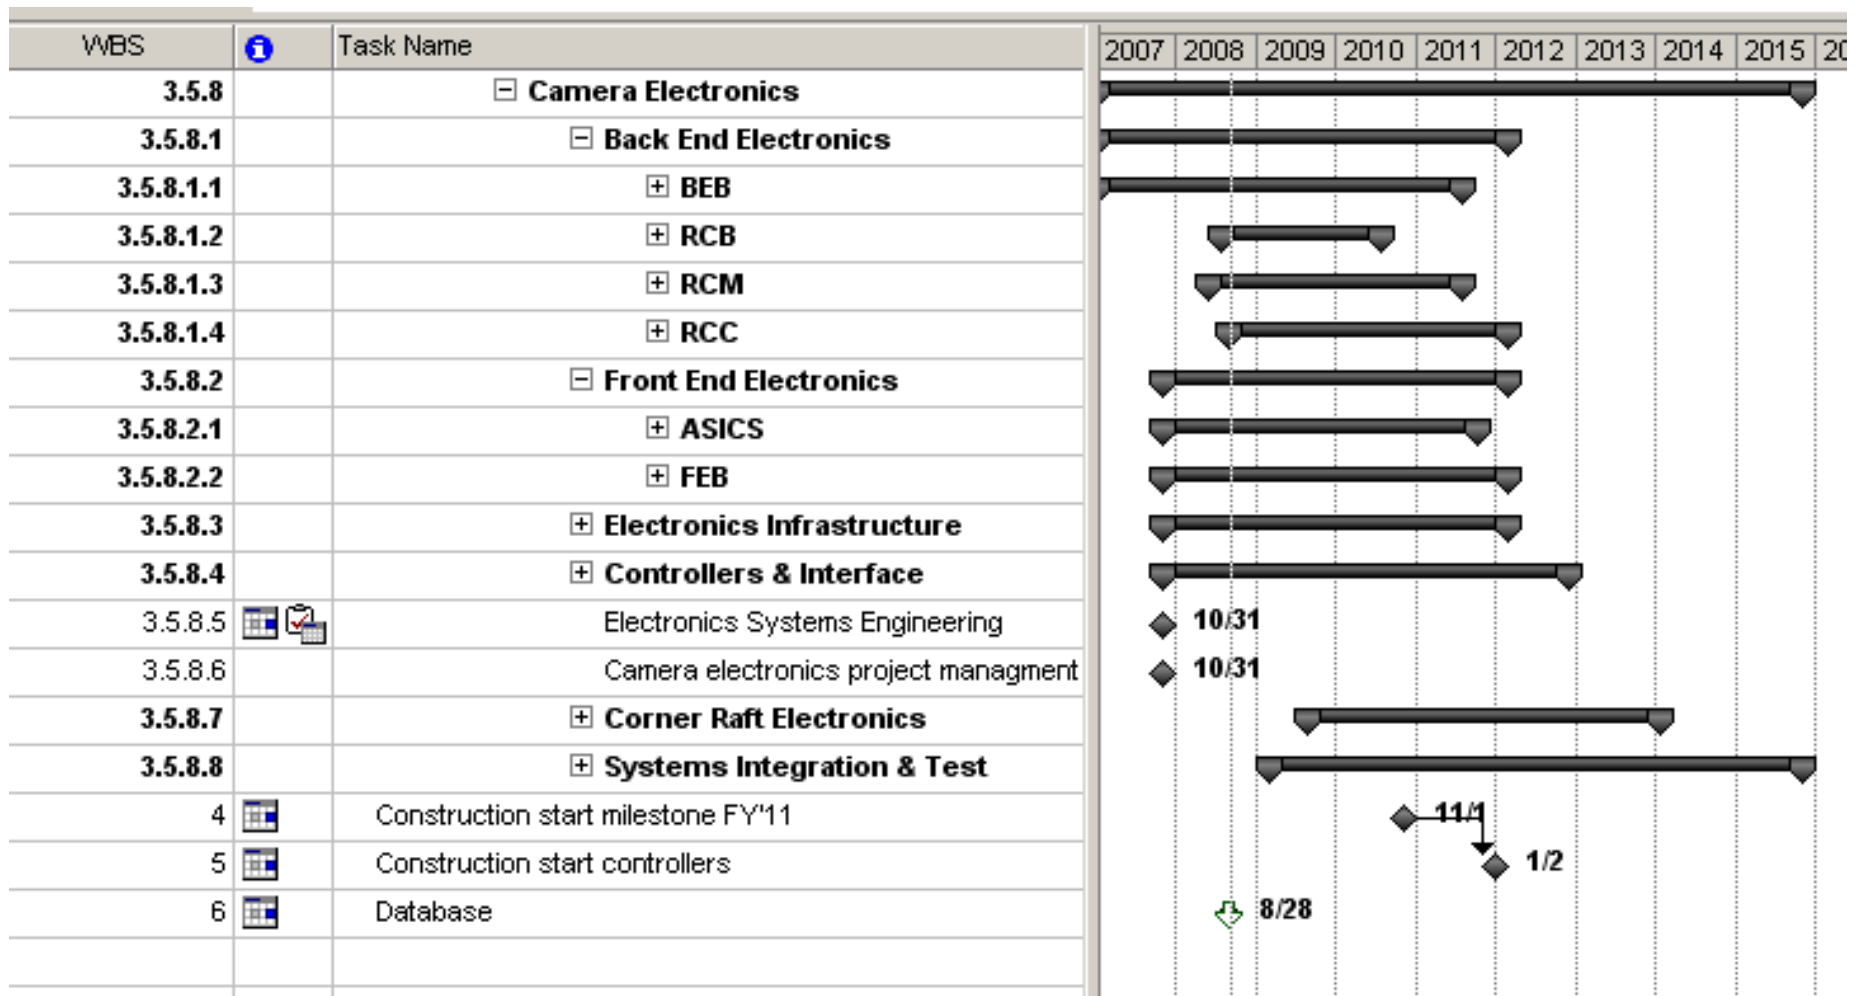 WBS Task Name 2007 2008 2009 2010 2011 2012 2013 2014 2015 20
3.5.8 Camera Electronics
3.5.8.1 Back End Electronics
3.5.8.1.1 BEB
3.5.8.1.2 RCB
3.5.8.1.3 RCM
3.5.8.1.4 RCC
3.5.8.2 Front End Electronics
3.5.8.2.1 ASICS
3.5.8.2.2 FEB
3.5.8.3 Electronics Infrastructure
3.5.8.4 Controllers & Interface
3.5.8.5 Electronics Systems Engineering 10/31
3.5.8.6 Camera electronics project managment 10/31
3.5.8.7 Corner Raft Electronics
3.5.8.8 Systems Integration & Test
4 Construction start milestone FY'11 11/1
5 Construction start controllers 1/2
6 Database 8/28